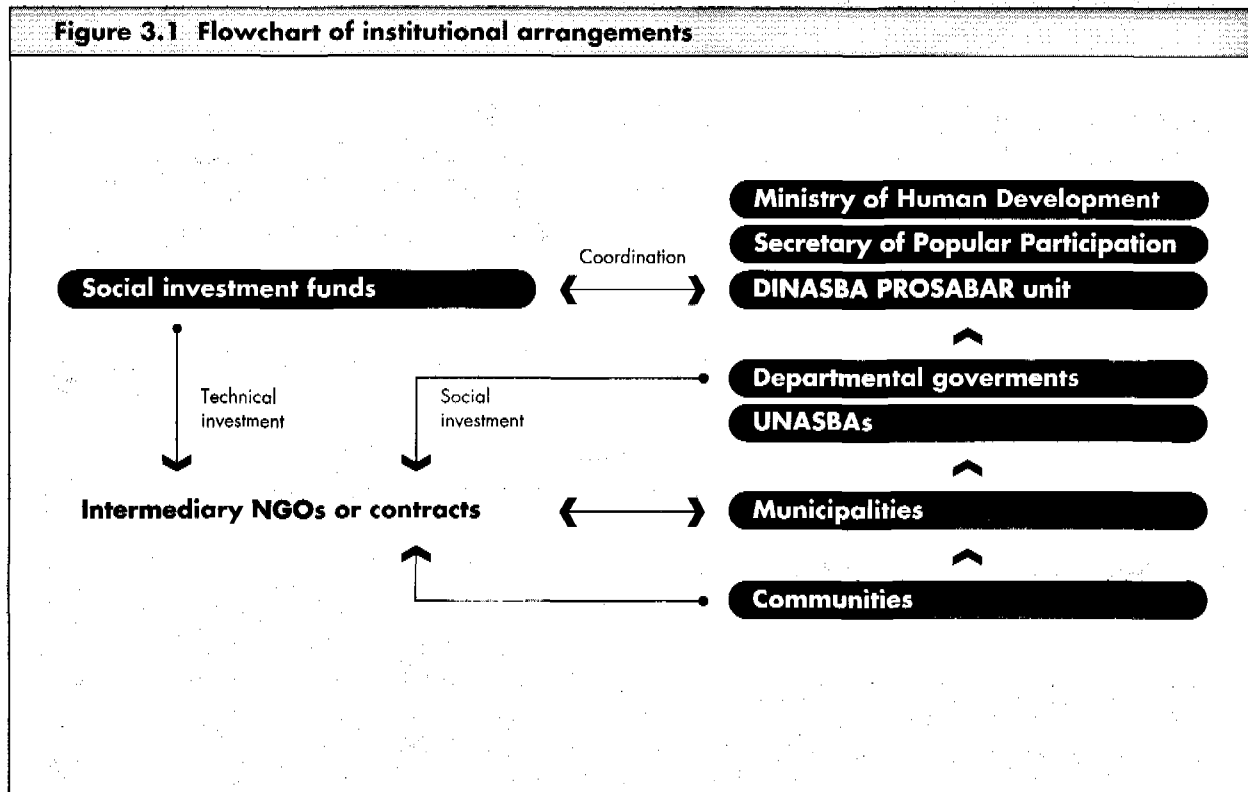 Figure 3.1 Flowchart of institutional arrangements
Ministry of Human Development
Secretary of Popular Participation
Coordination
Social investment funds
DINASBA PROSABAR unit
Departmental goverments
Technical
investment
Social
investment
UNASBAs
Intermediary NGOs or contracts
Municipalities
Communities